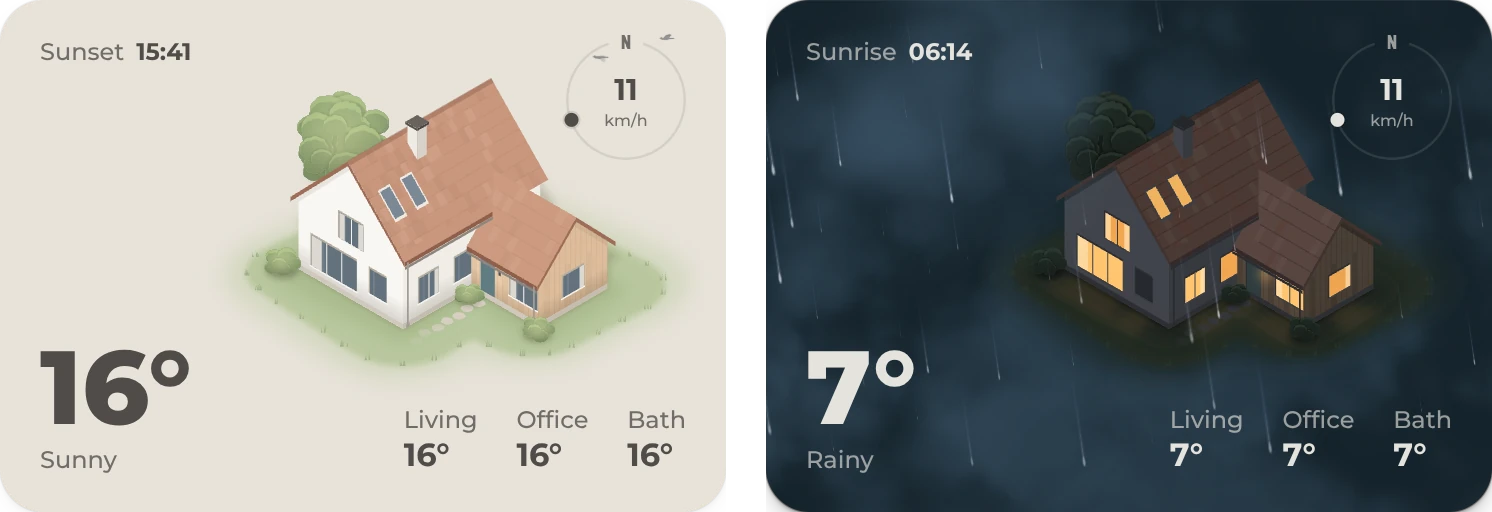 Sunset 15:41
N
11
km/h
16°
Sunny
Living Office Bath
16° 16° 16°
Sunrise 06:14
N
11
km/h
7°
Rainy
Living Office Bath
7° 7° 7°